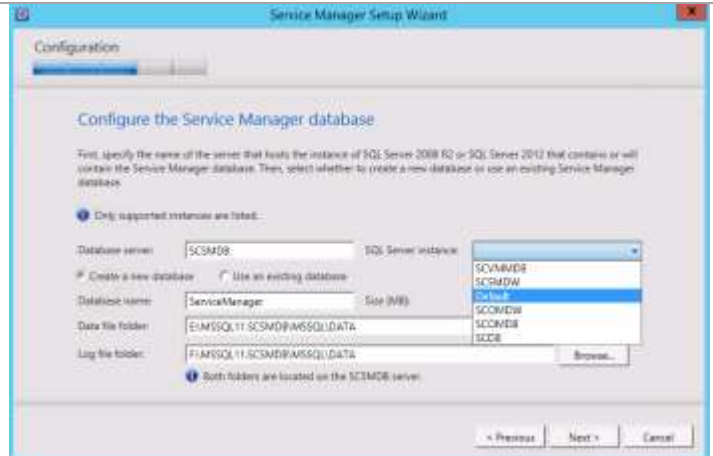 Service Manager Setup Wizard
Configuration
Configure the Service Manager database
First, specify the name of the server that hosts the instance of SQL Server 2008 R2 or SQL Server 2012 that contains or will
contain the Service Manager database. Then, select whether to create a new database or use an existing Service Manager
database.
Only supported instances are listed.
Database server: SCSMDB SQL Server instance:
Create a new database Use an existing database
SCVMMDB
SCSMDW
Default
SCOMDW
SCOMDB
SCDB
Database name: ServiceManager Size (MB):
Data file folder: E:\MSSQL11.SCSMDB\MSSQL\DATA
Log file folder: F:\MSSQL11.SCSMDB\MSSQL\DATA Browse...
Both folders are located on the SCSMDB server.
< Previous Next > Cancel